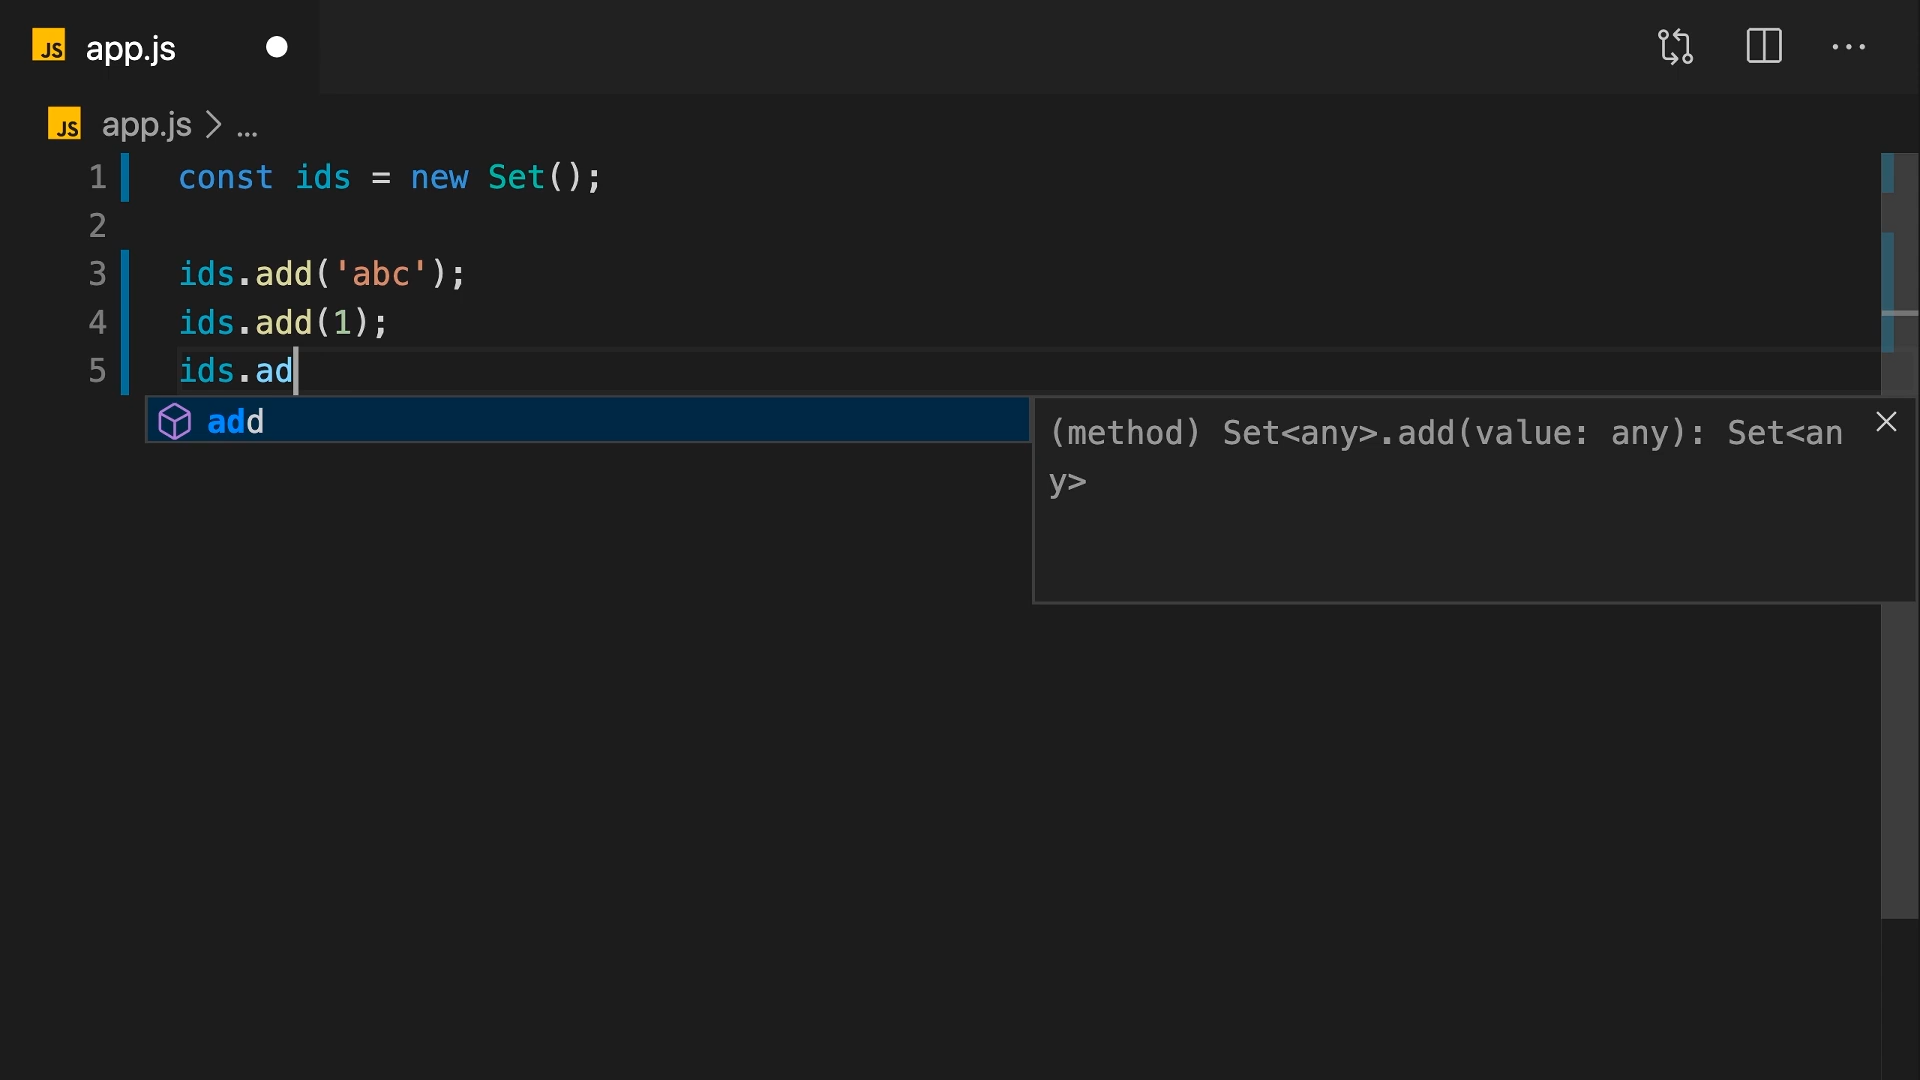 JS app.js
JS app.js > ...
1 const ids = new Set();
2
3 ids.add('abc');
4 ids.add(1);
5 ids.ad
add
(method) Set<any>.add(value: any): Set<an
y>